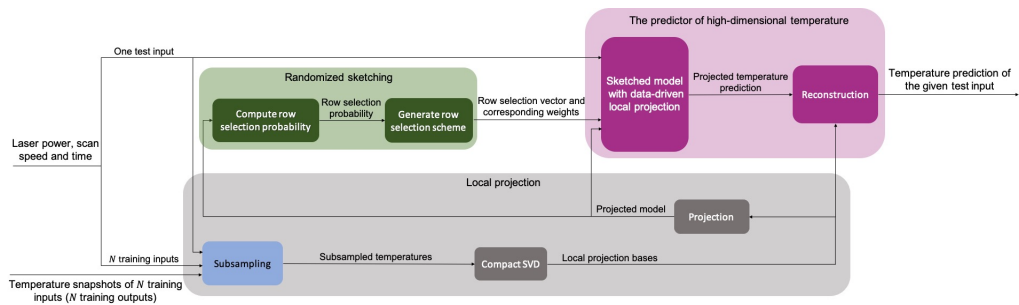 The predictor of high-dimensional temperature
One test input
Randomized sketching
Compute row
selection probability
Row selection
probability
Generate row
selection scheme
Row selection vector and
corresponding weights
Sketched model
with data-driven
local projection
Projected temperature
prediction
Reconstruction
Temperature prediction of
the given test input
Laser power, scan
speed and time
Local projection
Projected model
Projection
N training inputs
Subsampling
Subsampled temperatures
Compact SVD
Local projection bases
Temperature snapshots of N training
inputs (N training outputs)